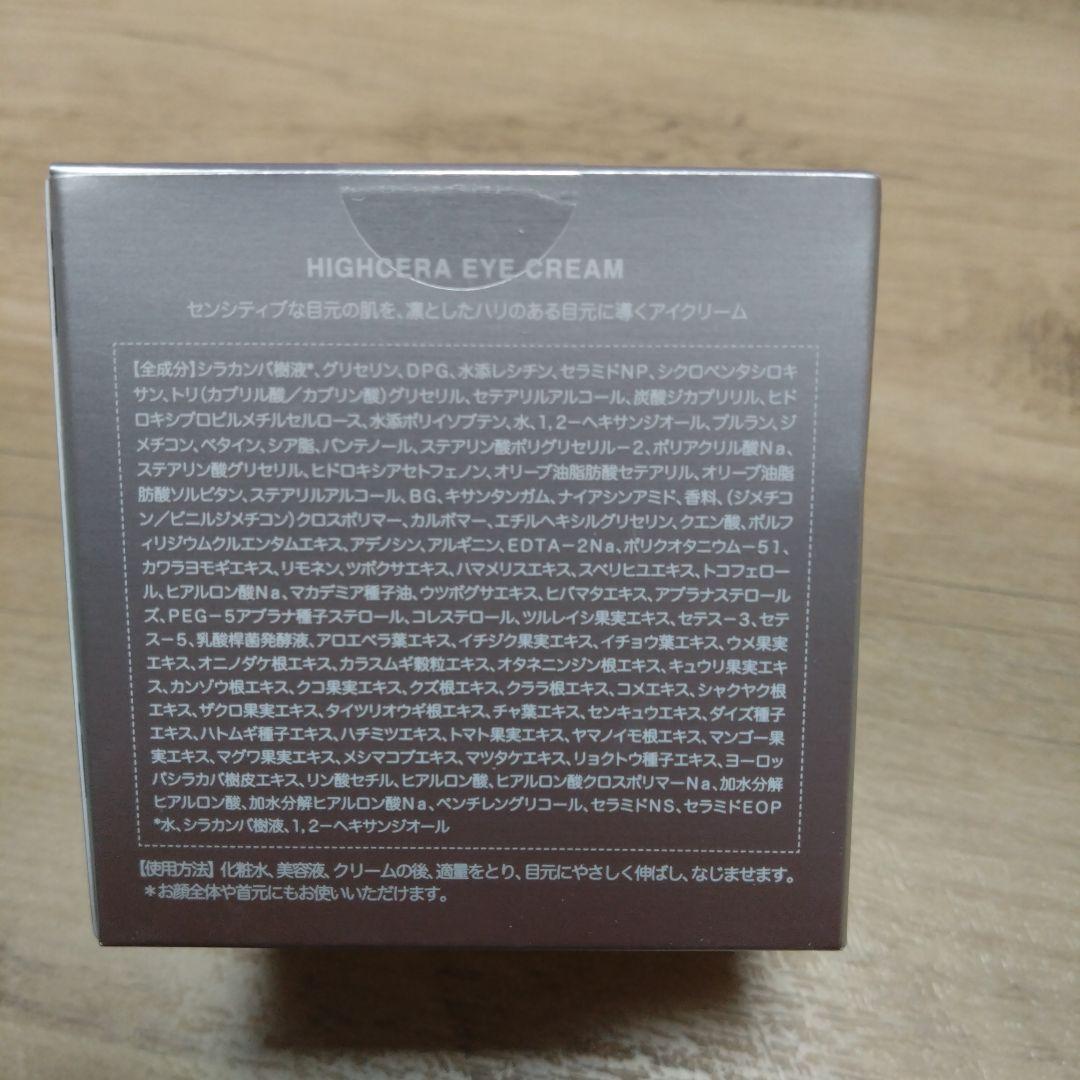 HIGHCERA EYE CREAM
センシティブな目元の肌を、凛としたハリのある目元に導くアイクリーム
【全成分】シラカンバ樹液*、グリセリン、DPG、水添レシチン、セラミドNP、シクロペンタシロキ
サン、トリ(カプリル酸/カプリン酸)グリセリル、セテアリルアルコール、炭酸ジカプリリル、ヒド
ロキシプロピルメチルセルロース、水添ポリイソブテン、水、1,2-ヘキサンジオール、プルラン、ジ
メチコン、ベタイン、シア脂、パンテノール、ステアリン酸ポリグリセリル-2、ポリアクリル酸Na、
ステアリン酸グリセリル、ヒドロキシアセトフェノン、オリーブ油脂肪酸セテアリル、オリーブ油脂
肪酸ソルビタン、ステアリルアルコール、BG、キサンタンガム、ナイアシンアミド、香料、(ジメチコ
ン/ビニルジメチコン)クロスポリマー、カルボマー、エチルヘキシルグリセリン、クエン酸、ポルフ
ィリジウムクルエンタムエキス、アデノシン、アルギニン、EDTA-2Na、ポリクオタニウム-51、
カワラヨモギエキス、リモネン、ツボクサエキス、ハマメリスエキス、スベリヒユエキス、トコフェロー
ル、ヒアルロン酸Na、マカデミア種子油、ウツボグサエキス、ヒバマタエキス、アブラナステロール
ズ、PEG-5アブラナ種子ステロール、コレステロール、ツルレイシ果実エキス、セテス-3、セテ
ス-5、乳酸桿菌発酵液、アロエベラ葉エキス、イチジク果実エキス、イチョウ葉エキス、ウメ果実
エキス、オニノダケ根エキス、カラスムギ穀粒エキス、オタネニンジン根エキス、キュウリ果実エキ
ス、カンゾウ根エキス、クコ果実エキス、クズ根エキス、クララ根エキス、コメエキス、シャクヤク根
エキス、ザクロ果実エキス、タイツリオウギ根エキス、チャ葉エキス、センキュウエキス、ダイズ種子
エキス、ハトムギ種子エキス、ハチミツエキス、トマト果実エキス、ヤマノイモ根エキス、マンゴー果
実エキス、マグワ果実エキス、メシマコブエキス、マツタケエキス、リョクトウ種子エキス、ヨーロッ
パシラカバ樹皮エキス、リン酸セチル、ヒアルロン酸、ヒアルロン酸クロスポリマーNa、加水分解
ヒアルロン酸、加水分解ヒアルロン酸Na、ペンチレングリコール、セラミドNS、セラミドEOP
*水、シラカンバ樹液、1,2-ヘキサンジオール
【使用方法】化粧水、美容液、クリームの後、適量をとり、目元にやさしく伸ばし、なじませます。
*お顔全体や首元にもお使いいただけます。